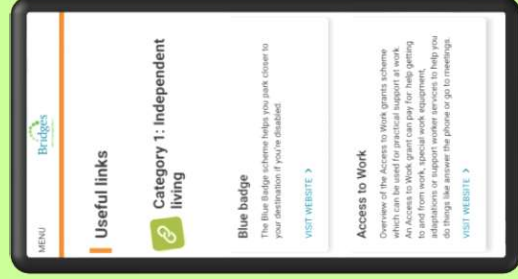 MENU
Bridges
Useful links
Category 1: Independent
living
Blue badge
The Blue Badge scheme helps you park closer to
your destination if you're disabled.
VISIT WEBSITE >
Access to Work
Overview of the Access to Work grants scheme
which can be used for practical support at work.
An Access to Work grant can pay for help getting
to and from work, special work equipment,
adaptations or support worker services to help you
do things like answer the phone or go to meetings.
VISIT WEBSITE >